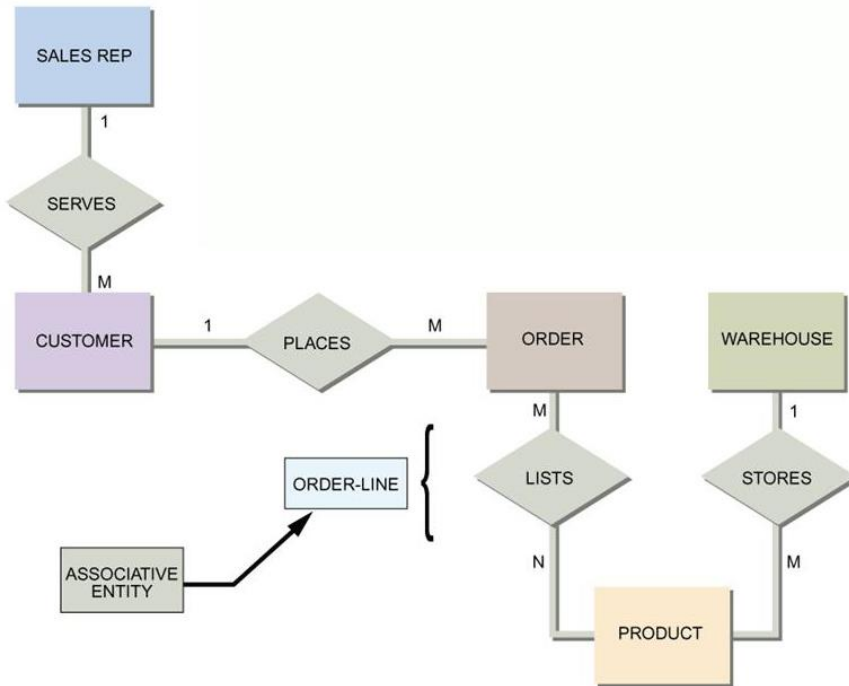 SALES REP
1
SERVES
M
CUSTOMER
1
PLACES
M
ORDER
WAREHOUSE
M
1
LISTS
STORES
ORDER-LINE
N
M
ASSOCIATIVE
ENTITY
PRODUCT